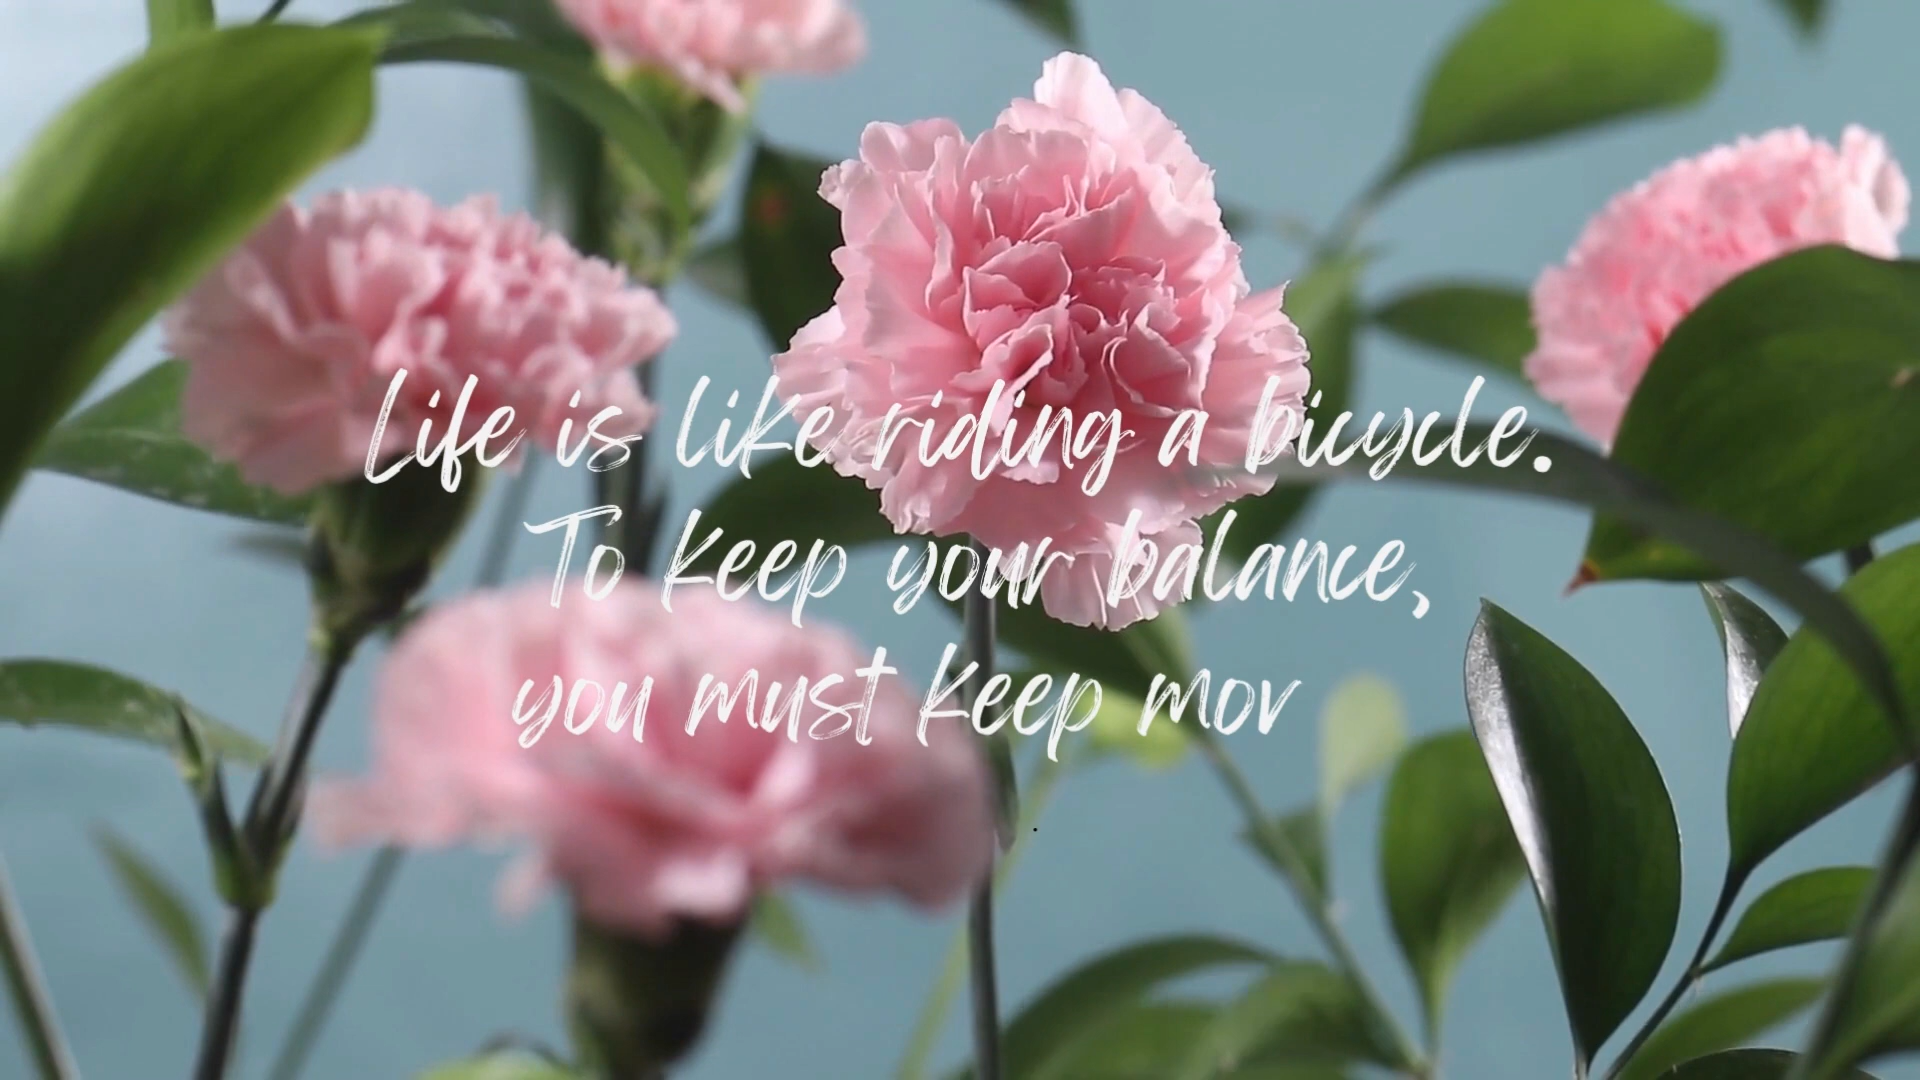 Life is like riding a bicycle.
To keep your balance,
you must keep mov